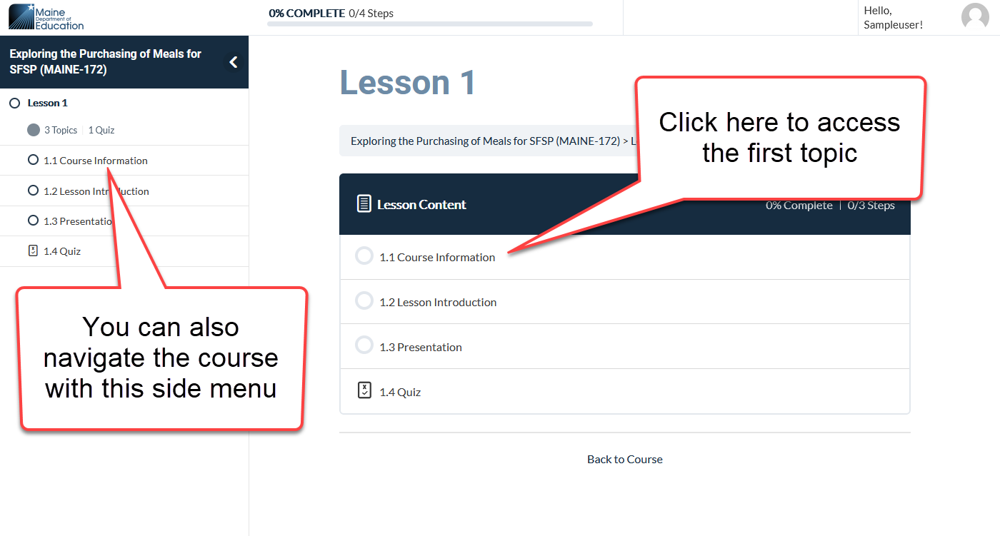 Maine
Department of
Education
0% COMPLETE 0/4 Steps
Hello,
Sampleuser!
Exploring the Purchasing of Meals for
SFSP (MAINE-172)
Lesson 1
3 Topics | 1 Quiz
1.1 Course Information
1.2 Lesson Intr uction
1.3 Presentatio
1.4 Quiz
You can also
navigate the course
with this side menu
Lesson 1
Exploring the Purchasing of Meals for SFSP (MAINE-172) > L
Click here to access
the first topic
Lesson Content
0% Complete | 0/3 Steps
1.1 Course Information
1.2 Lesson Introduction
1.3 Presentation
1.4 Quiz
Back to Course